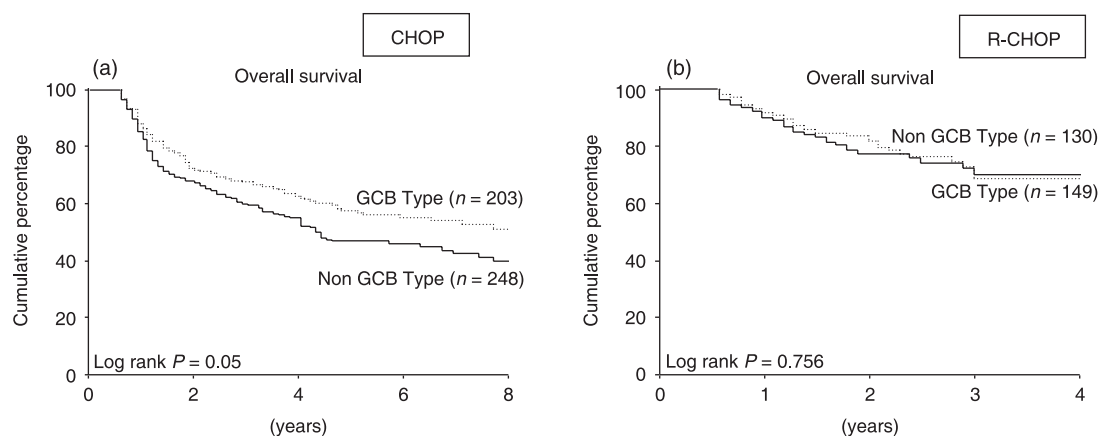 CHOP
(a)
Overall survival
100
80
60
40
20
0
Cumulative percentage
GCB Type (n = 203)
Non GCB Type (n = 248)
Log rank P = 0.05
0 2 4 6 8
(years)
R-CHOP
(b)
Overall survival
100
80
60
40
20
0
Cumulative percentage
Non GCB Type (n = 130)
GCB Type (n = 149)
Log rank P = 0.756
0 1 2 3 4
(years)